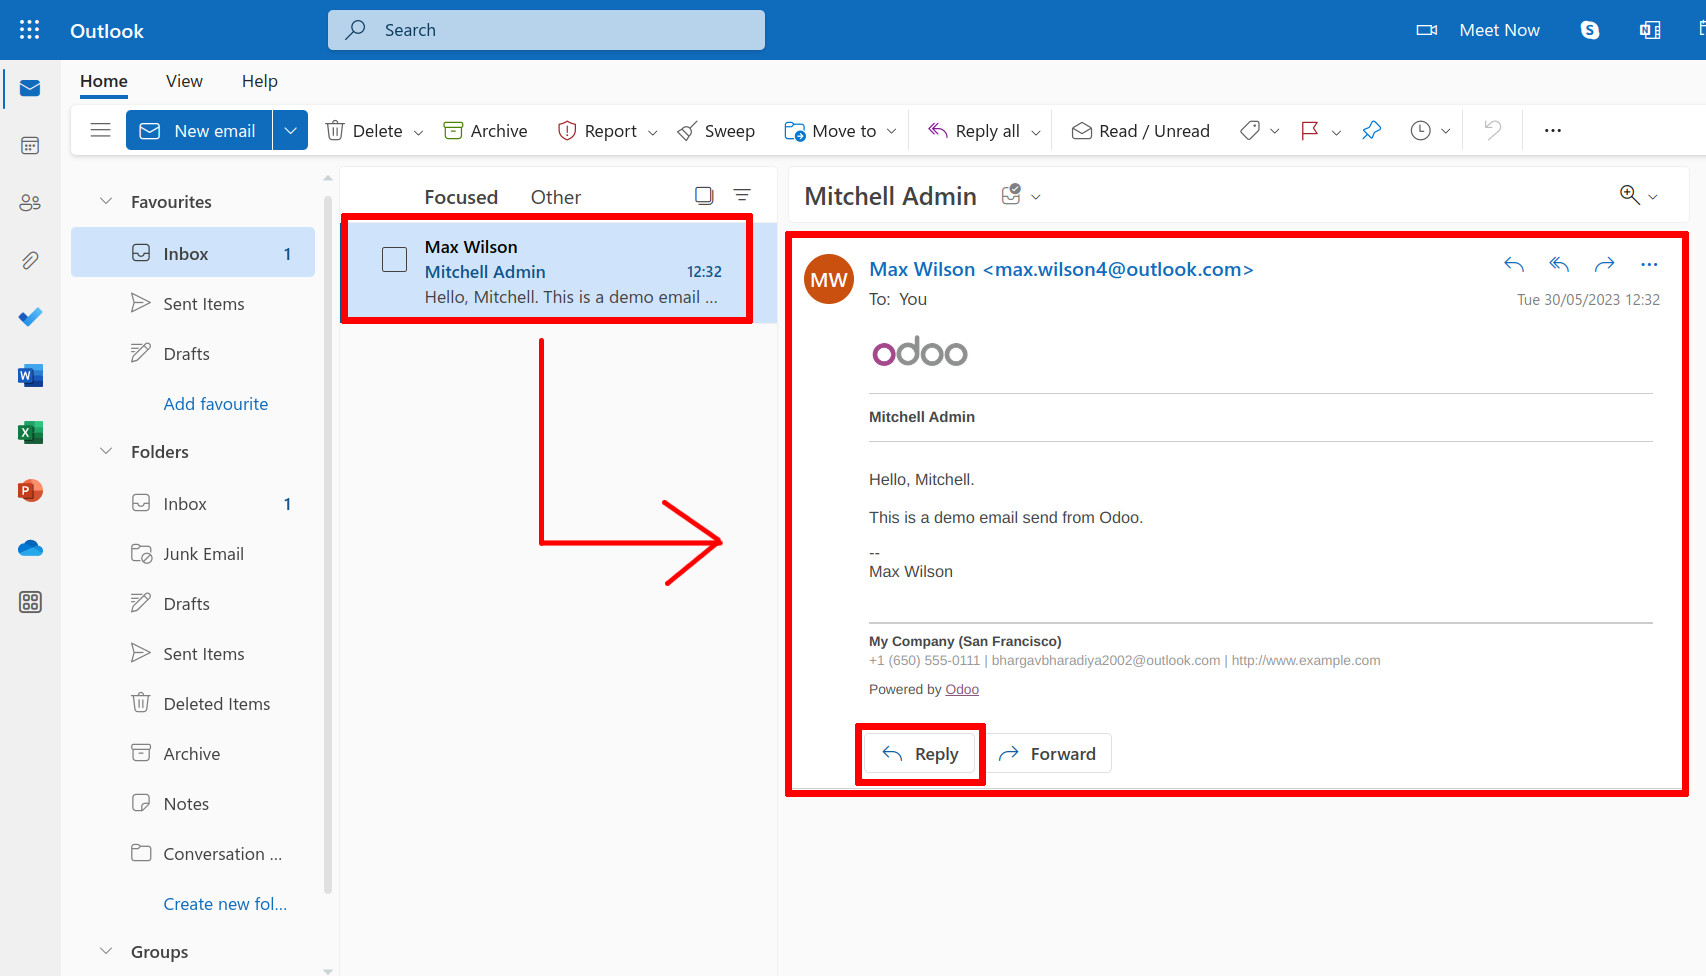 Outlook
Search
Meet Now
Home View Help
New email Delete Archive Report Sweep Move to Reply all Read / Unread
Favourites
Inbox 1
Sent Items
Drafts
Add favourite
Folders
Inbox 1
Junk Email
Drafts
Sent Items
Deleted Items
Archive
Notes
Conversation ...
Create new fol...
Groups
Focused Other
Max Wilson
Mitchell Admin 12:32
Hello, Mitchell. This is a demo email ...
Mitchell Admin
MW
Max Wilson <max.wilson4@outlook.com>
To: You
Tue 30/05/2023 12:32
odoo
Mitchell Admin
Hello, Mitchell.
This is a demo email send from Odoo.
--
Max Wilson
My Company (San Francisco)
+1 (650) 555-0111 | bhargavbharadiya2002@outlook.com | http://www.example.com
Powered by Odoo
Reply Forward